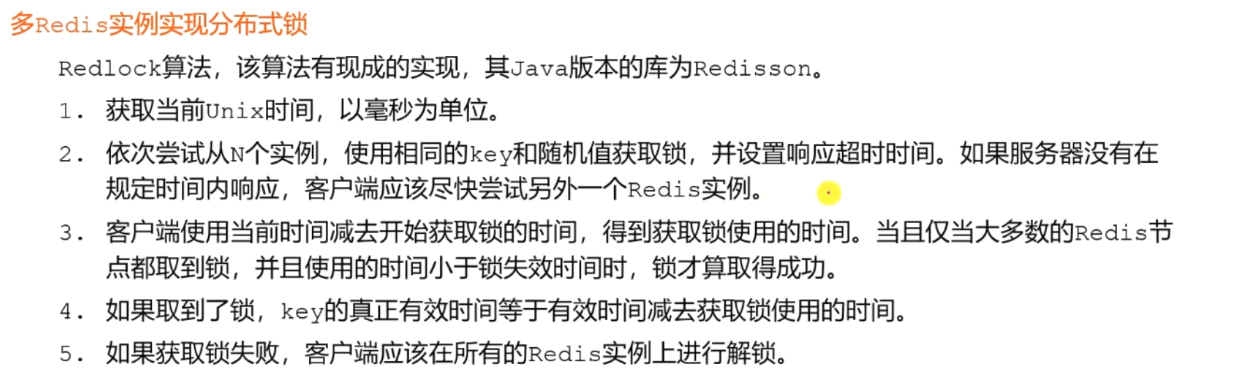 多Redis实例实现分布式锁
Redlock算法，该算法有现成的实现，其Java版本的库为Redisson。
1. 获取当前Unix时间，以毫秒为单位。
2. 依次尝试从N个实例，使用相同的key和随机值获取锁，并设置响应超时时间。如果服务器没有在
规定时间内响应，客户端应该尽快尝试另外一个Redis实例。
3. 客户端使用当前时间减去开始获取锁的时间，得到获取锁使用的时间。当且仅当大多数的Redis节
点都取到锁，并且使用的时间小于锁失效时间时，锁才算取得成功。
4. 如果取到了锁，key的真正有效时间等于有效时间减去获取锁使用的时间。
5. 如果获取锁失败，客户端应该在所有的Redis实例上进行解锁。